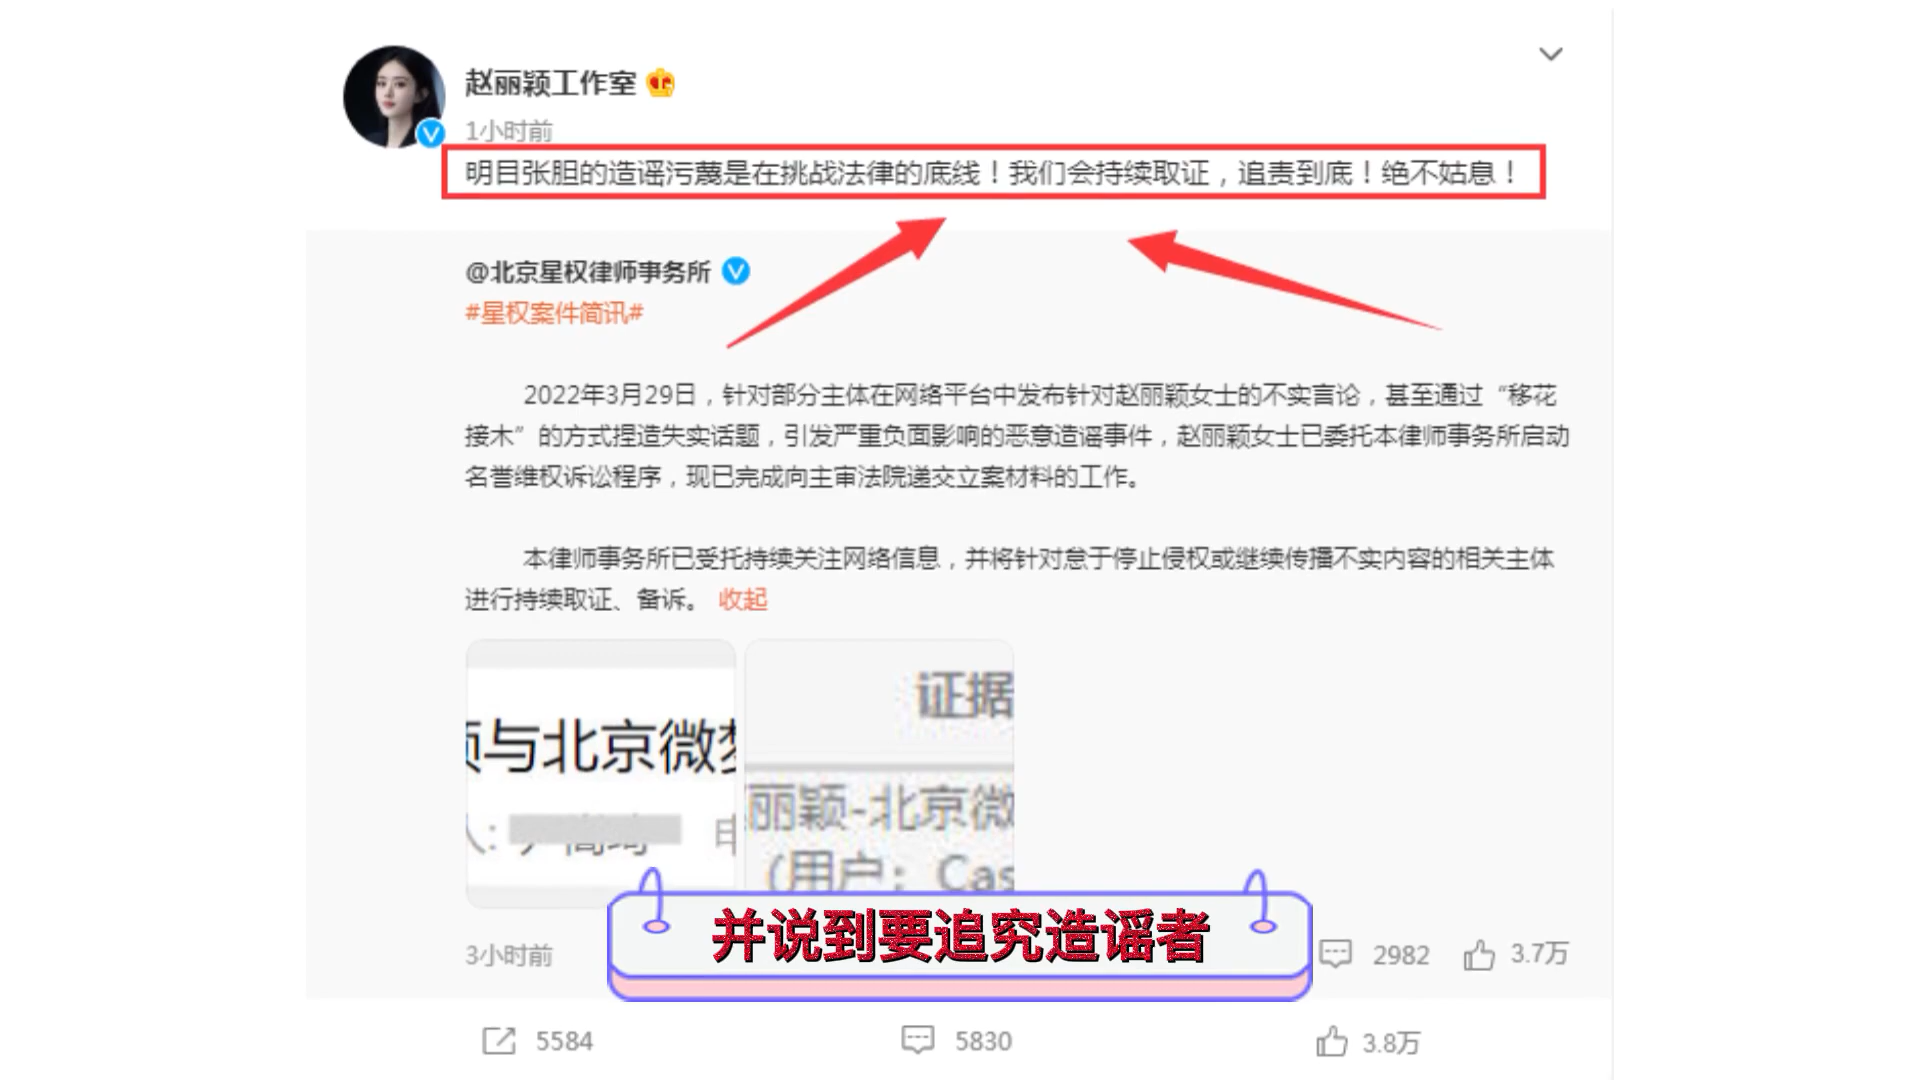 赵丽颖工作室
1小时前
明目张胆的造谣污蔑是在挑战法律的底线！我们会持续取证，追责到底！绝不姑息！
@北京星权律师事务所
#星权案件简讯#
2022年3月29日，针对部分主体在网络平台中发布针对赵丽颖女士的不实言论，甚至通过“移花
接木”的方式捏造失实话题，引发严重负面影响的恶意造谣事件，赵丽颖女士已委托本律师事务所启动
名誉维权诉讼程序，现已完成向主审法院递交立案材料的工作。
本律师事务所已受托持续关注网络信息，并将针对怠于停止侵权或继续传播不实内容的相关主体
进行持续取证、备诉。 收起
与北京微
证据
丽颖-北京微
（用户：Cas
并说到要追究造谣者
3小时前
2982
3.7万
5584
5830
3.8万